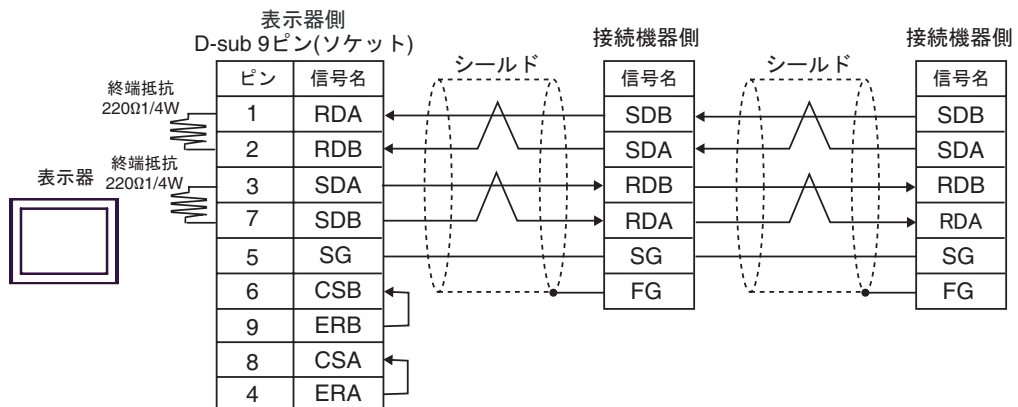 表示器側
D-sub 9ピン(ソケット)
接続機器側
接続機器側
シールド
シールド
ピン 信号名
信号名
信号名
終端抵抗
220Ω1/4W
1 RDA
SDB
SDB
2 RDB
SDA
SDA
終端抵抗
220Ω1/4W
表示器
3 SDA
RDB
RDB
7 SDB
RDA
RDA
5 SG
SG
SG
6 CSB
FG
FG
9 ERB
8 CSA
4 ERA